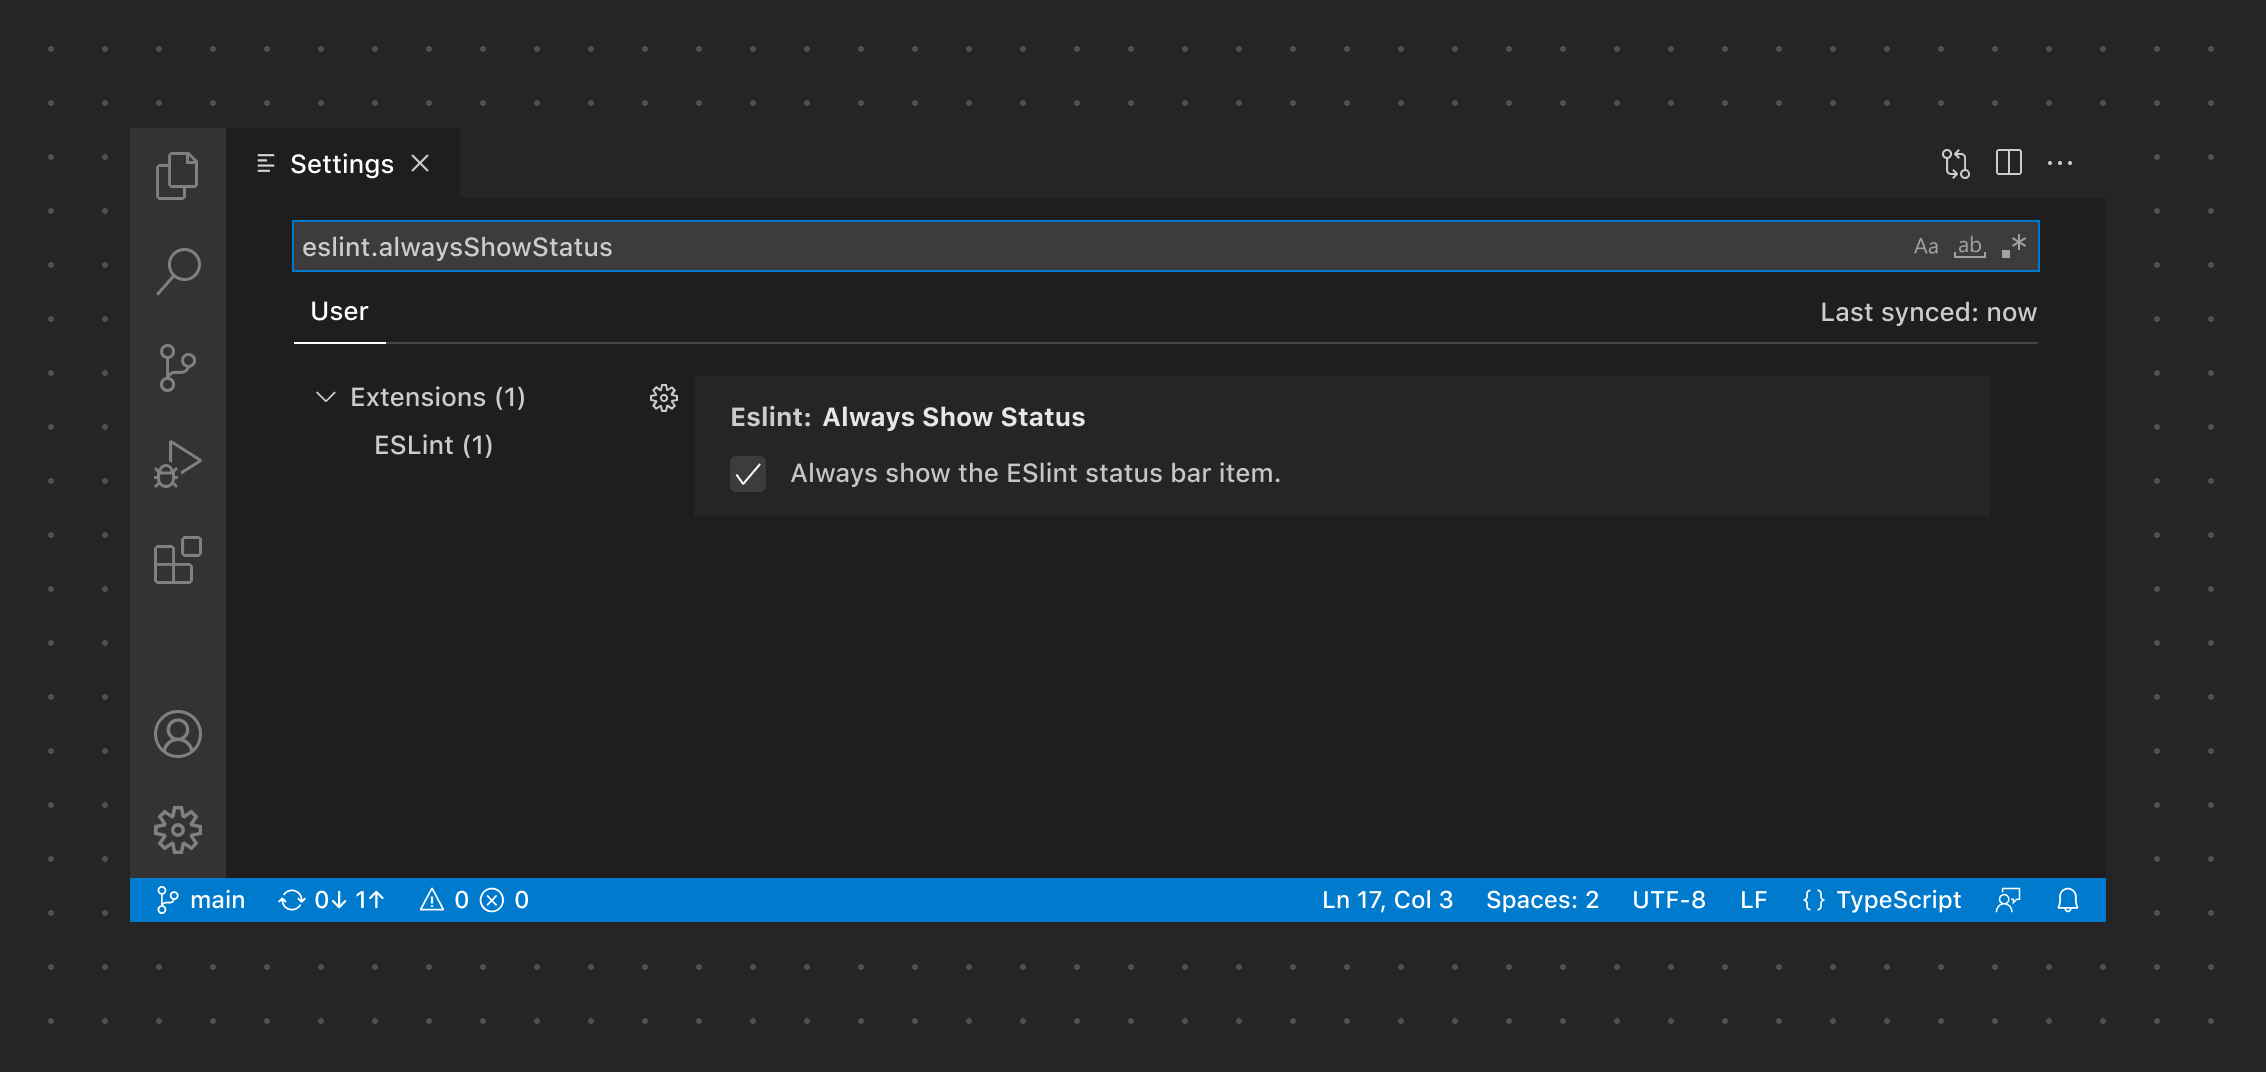 Settings
eslint.alwaysShowStatus Aa ab
User Last synced: now
Extensions (1)
ESLint (1)
Eslint: Always Show Status
Always show the ESlint status bar item.
main 0↓ 1↑ 0 0 Ln 17, Col 3 Spaces: 2 UTF-8 LF {} TypeScript